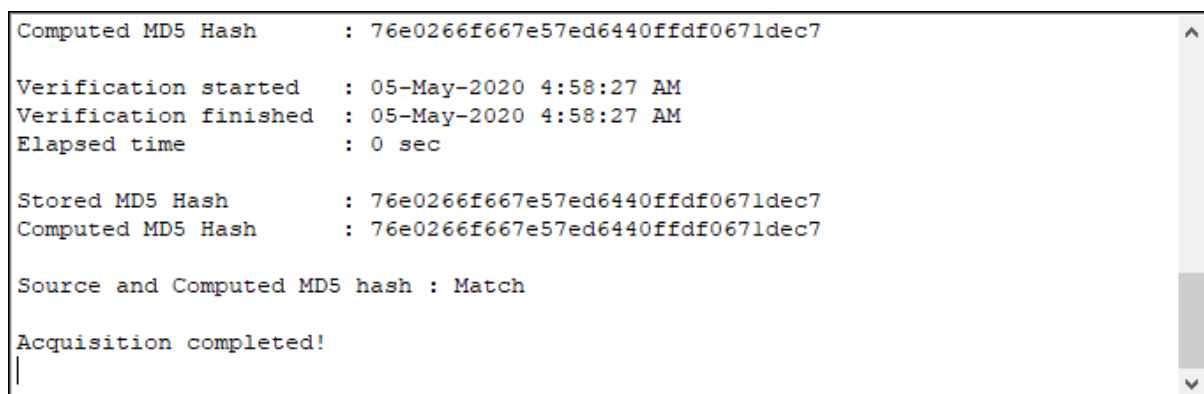 Computed MD5 Hash : 76e0266f667e57ed6440ffdf0671dec7
Verification started : 05-May-2020 4:58:27 AM
Verification finished : 05-May-2020 4:58:27 AM
Elapsed time : 0 sec
Stored MD5 Hash : 76e0266f667e57ed6440ffdf0671dec7
Computed MD5 Hash : 76e0266f667e57ed6440ffdf0671dec7
Source and Computed MD5 hash : Match
Acquisition completed!